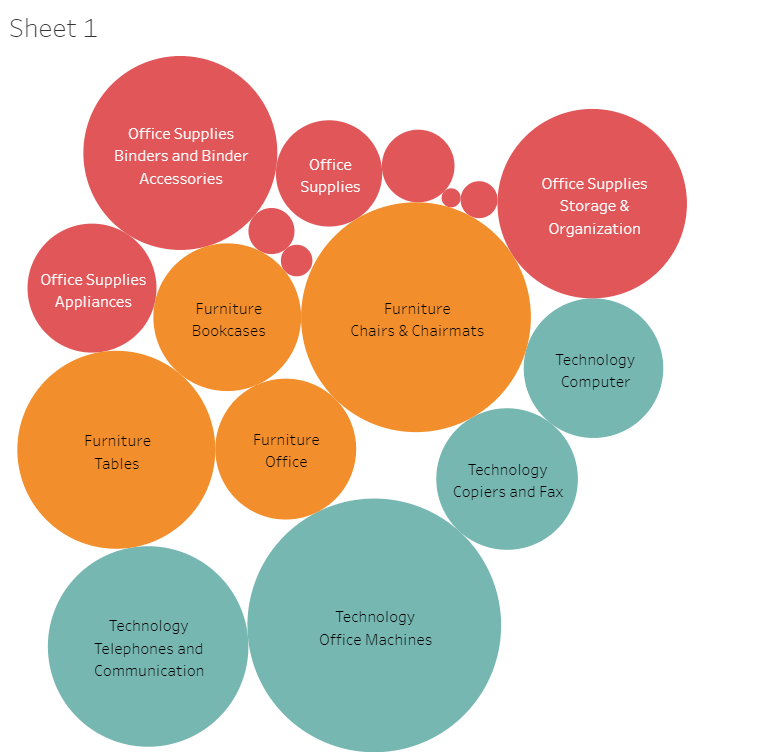 Sheet 1
Office Supplies
Binders and Binder
Accessories
Office
Supplies
Office Supplies
Storage &
Organization
Office Supplies
Appliances
Furniture
Bookcases
Furniture
Chairs & Chairmats
Technology
Computer
Furniture
Tables
Furniture
Office
Technology
Copiers and Fax
Technology
Telephones and
Communication
Technology
Office Machines